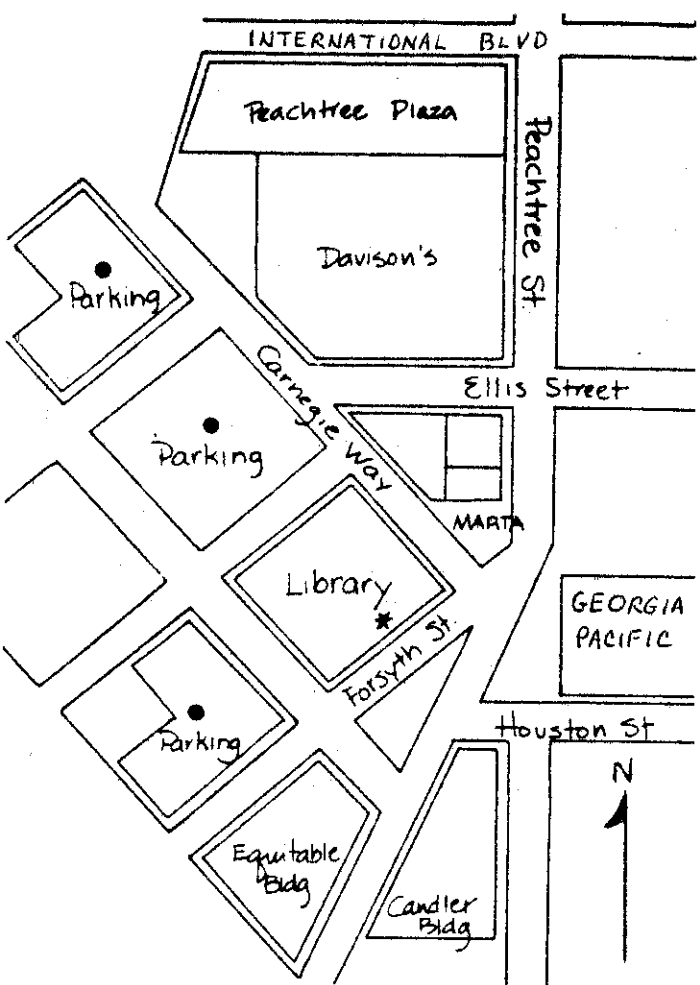 INTERNATIONAL BLVD
Peachtree Plaza
Peachtree St
Davison's
Parking
Carnegie Way
Ellis Street
Parking
MARTA
Library
*
GEORGIA
PACIFIC
Forsyth St.
Parking
Houston St
N
Equitable
Bldg
Candler
Bldg